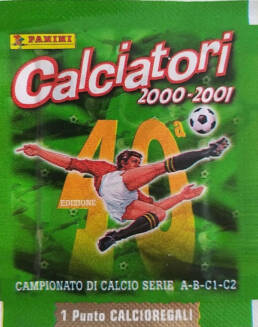 PANINI
Calciatori
2000-2001
40a
EDIZIONE
CAMPIONATO DI CALCIO SERIE A-B-C1-C2
1 Punto CALCIOREGALI